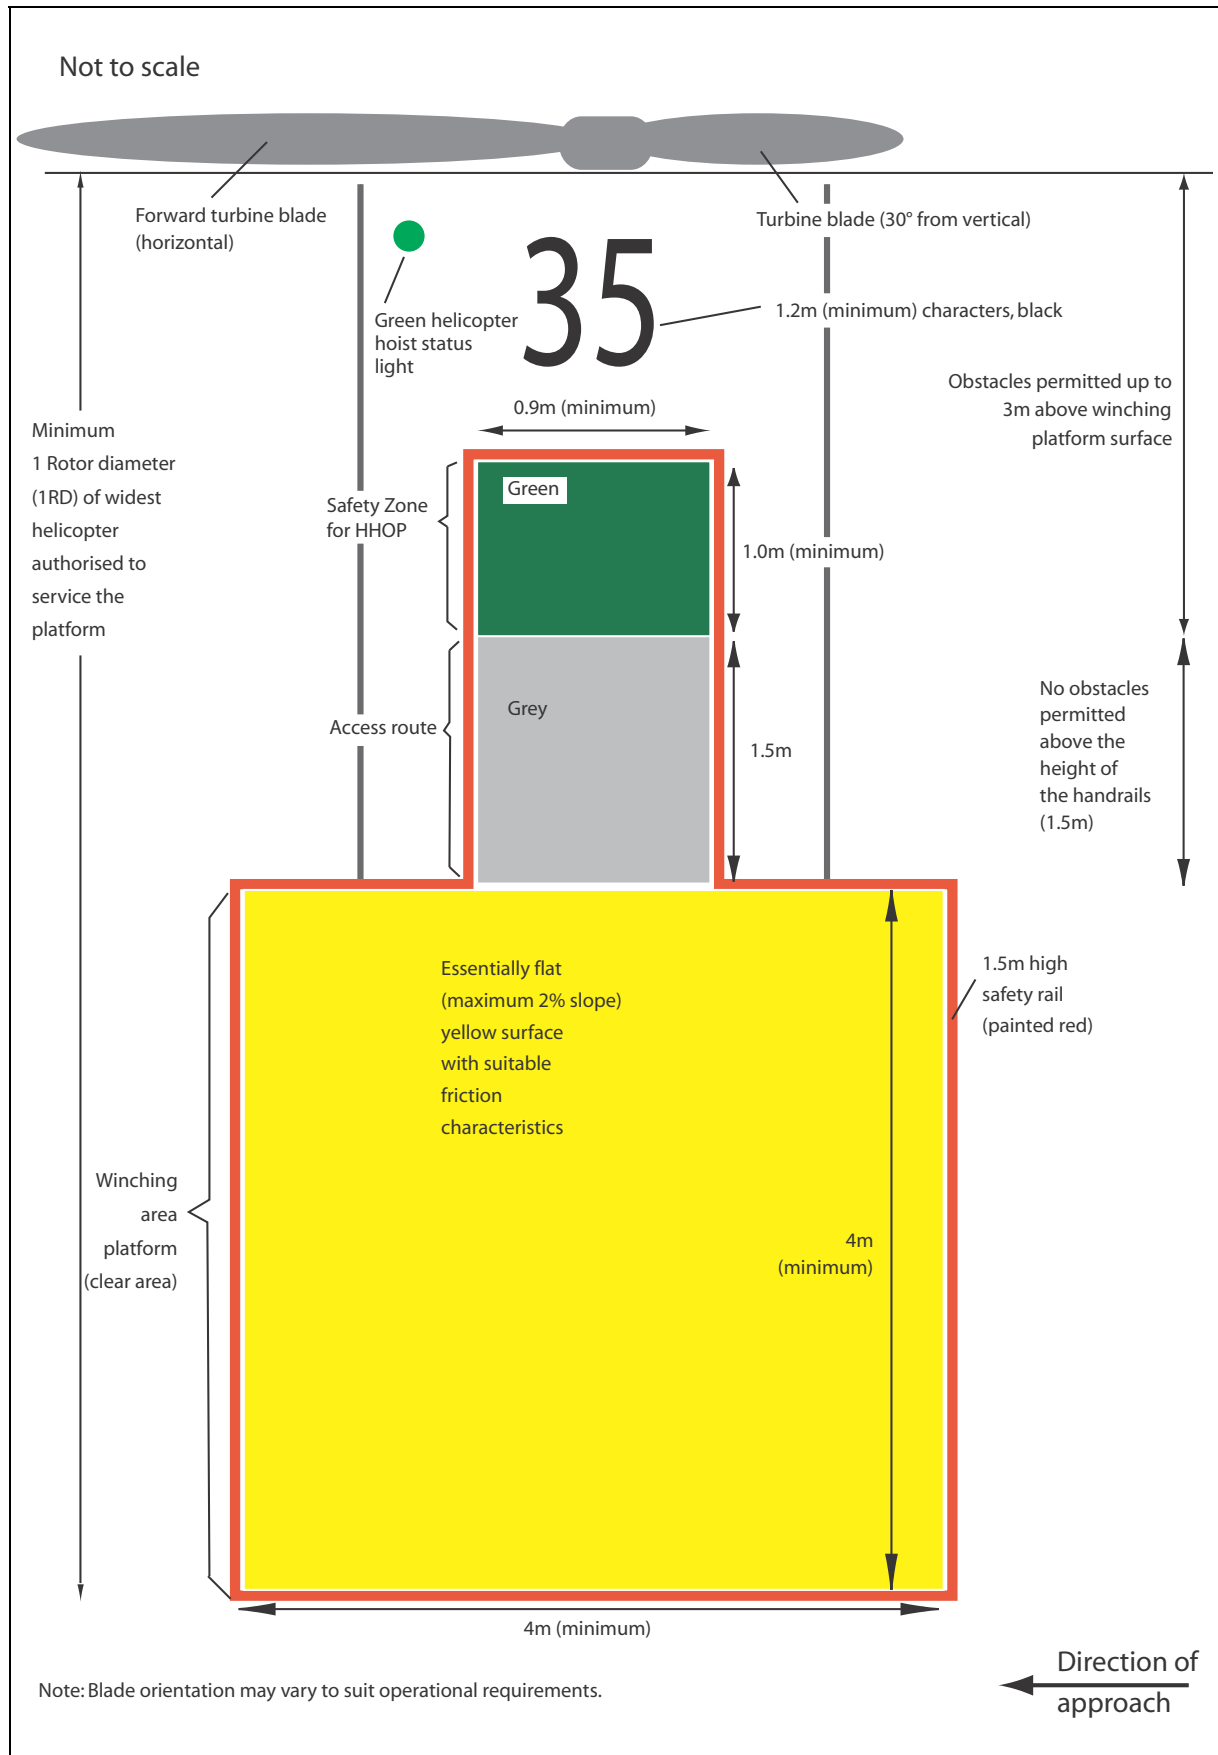 Not to scale
Forward turbine blade
(horizontal)
Turbine blade (30° from vertical)
Green helicopter
hoist status
light
35
1.2m (minimum) characters, black
Obstacles permitted up to
3m above winching
platform surface
Minimum
1 Rotor diameter
(1RD) of widest
helicopter
authorised to
service the
platform
0.9m (minimum)
Safety Zone
for HHOP
Green
1.0m (minimum)
Access route
Grey
1.5m
No obstacles
permitted
above the
height of
the handrails
(1.5m)
Essentially flat
(maximum 2% slope)
yellow surface
with suitable
friction
characteristics
1.5m high
safety rail
(painted red)
Winching
area
platform
(clear area)
4m
(minimum)
4m (minimum)
Note: Blade orientation may vary to suit operational requirements.
Direction of
approach